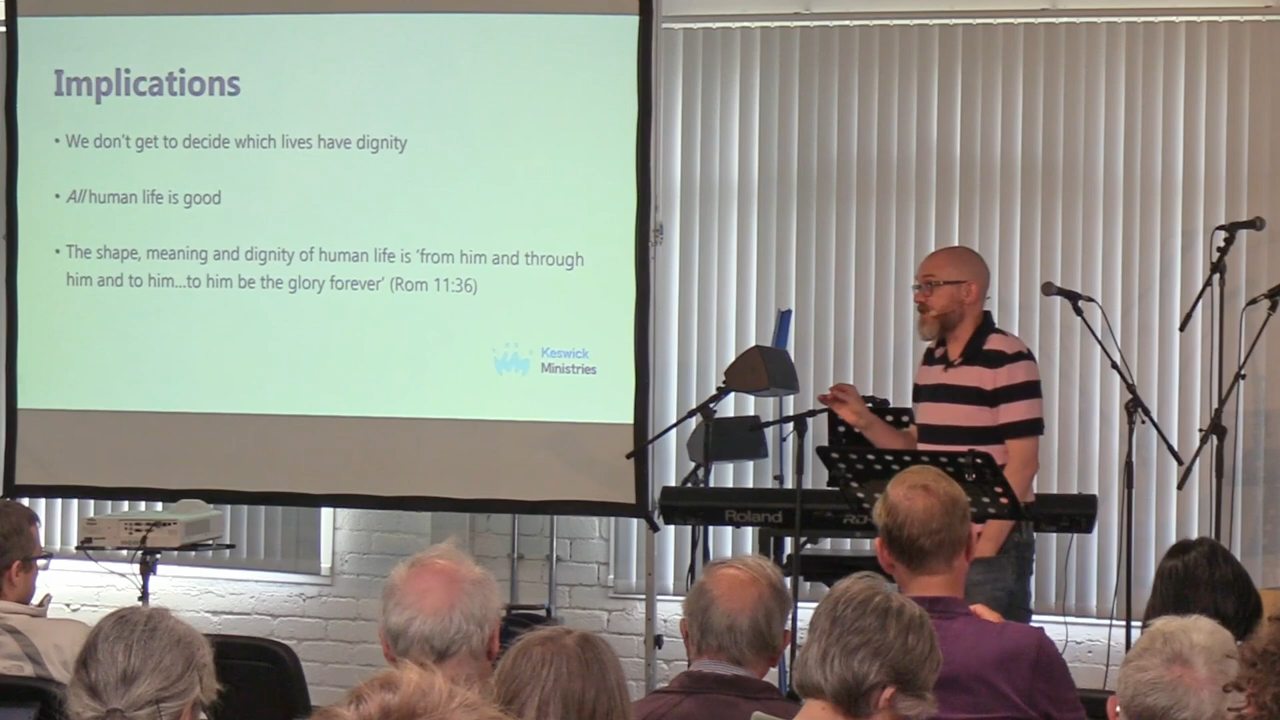 Implications
• We don't get to decide which lives have dignity
• All human life is good
• The shape, meaning and dignity of human life is 'from him and through
him and to him...to him be the glory forever' (Rom 11:36)
Keswick
Ministries
Roland